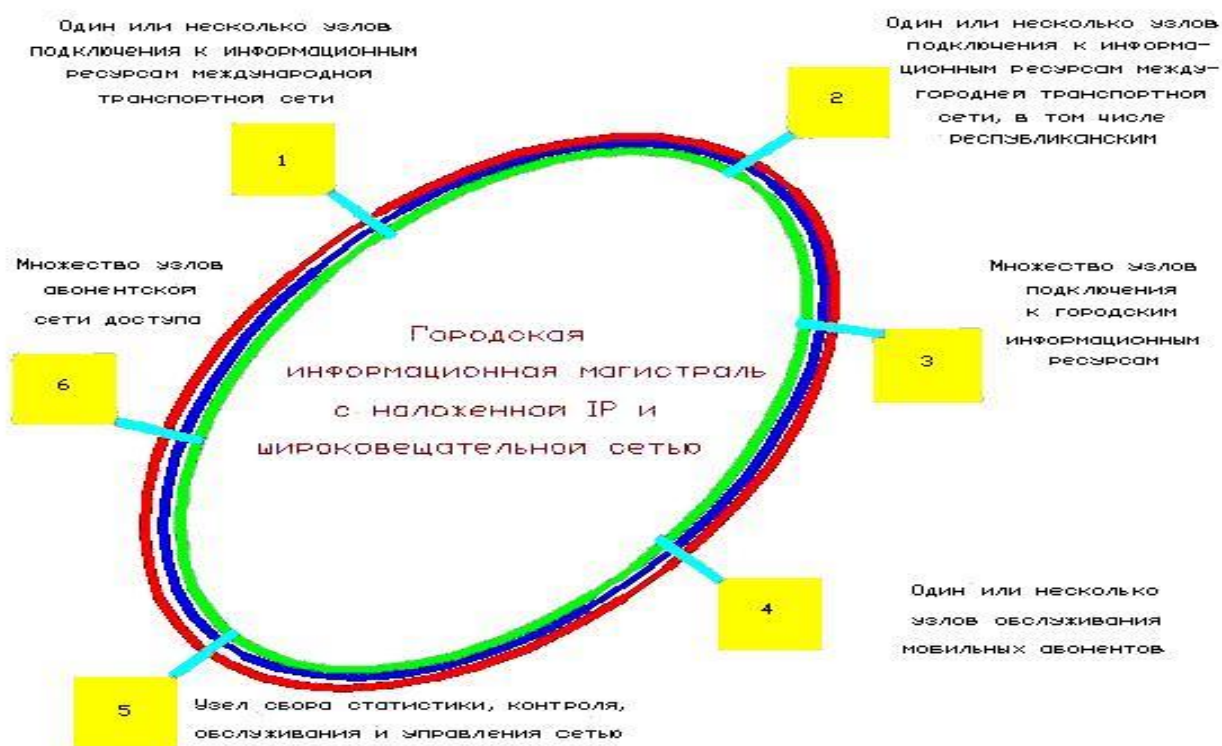 Один или несколько узлов
подключения к информационным
ресурсам международной
транспортной сети
1
Один или несколько узлов
подключения к информа-
ционным ресурсам между-
городней транспортной
сети, в том числе
республиканским
2
Множество узлов
абонентской
сети доступа
6
Множество узлов
подключения
к городским
информационным
ресурсам
3
Городская
информационная магистраль
с наложенной IP и
широковещательной сетью
4
Один или несколько
узлов обслуживания
мобильных абонентов
5
Узел сбора статистики, контроля,
обслуживания и управления сетью